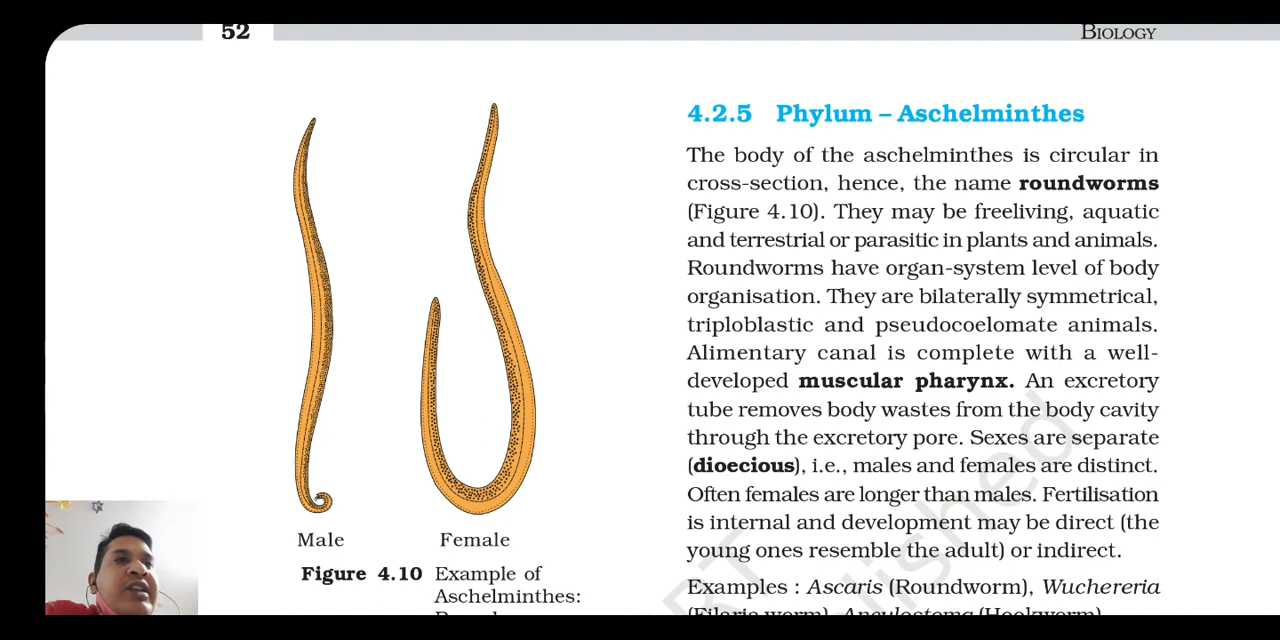 52
BIOLOGY
4.2.5 Phylum – Aschelminthes
The body of the aschelminthes is circular in
cross-section, hence, the name roundworms
(Figure 4.10). They may be freeliving, aquatic
and terrestrial or parasitic in plants and animals.
Roundworms have organ-system level of body
organisation. They are bilaterally symmetrical,
triploblastic and pseudocoelomate animals.
Alimentary canal is complete with a well-
developed muscular pharynx. An excretory
tube removes body wastes from the body cavity
through the excretory pore. Sexes are separate
(dioecious), i.e., males and females are distinct.
Often females are longer than males. Fertilisation
is internal and development may be direct (the
young ones resemble the adult) or indirect.
Examples : Ascaris (Roundworm), Wuchereria
(Filaria worm), Ancylostoma (Hookworm)
Male
Female
Figure 4.10 Example of
Aschelminthes: